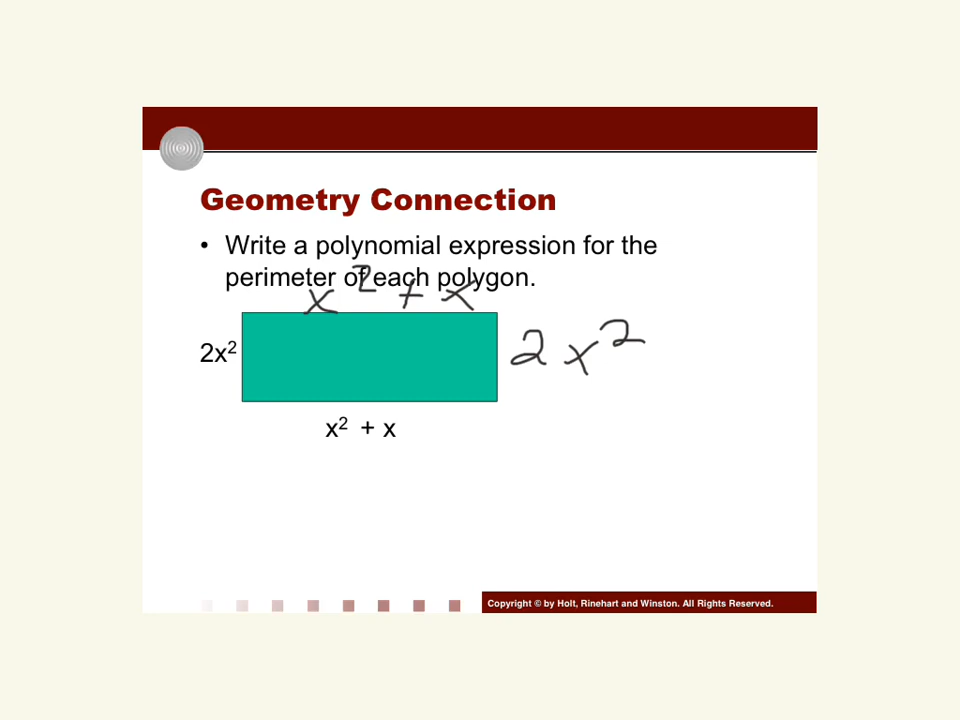 Geometry Connection
• Write a polynomial expression for the
perimeter of each polygon.
x² + x
2x²
2x²
x² + x
Copyright © by Holt, Rinehart and Winston. All Rights Reserved.